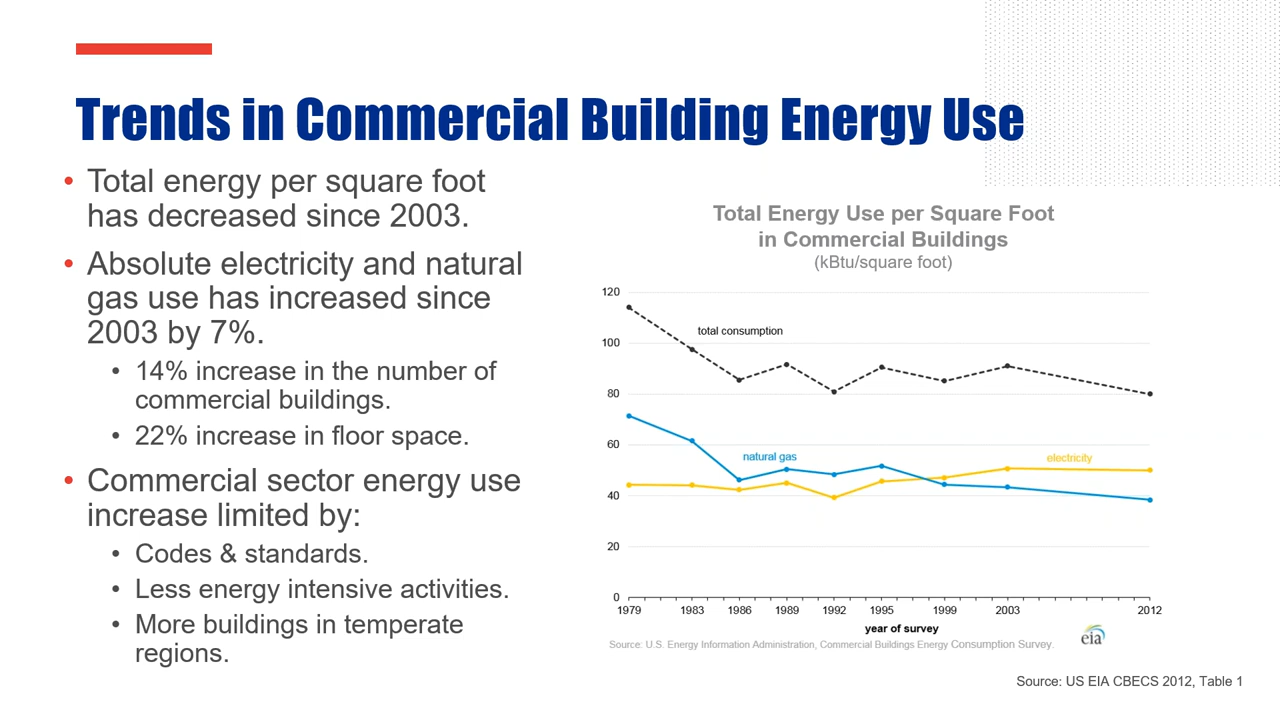 Trends in Commercial Building Energy Use
• Total energy per square foot
has decreased since 2003.
• Absolute electricity and natural
gas use has increased since
2003 by 7%.
• 14% increase in the number of
commercial buildings.
• 22% increase in floor space.
• Commercial sector energy use
increase limited by:
• Codes & standards.
• Less energy intensive activities.
• More buildings in temperate
regions.
Total Energy Use per Square Foot
in Commercial Buildings
(kBtu/square foot)
120
100
80
60
40
20
0
total consumption
natural gas
electricity
1979 1983 1986 1989 1992 1995 1999 2003 2012
year of survey
eia
Source: U.S. Energy Information Administration, Commercial Buildings Energy Consumption Survey.
Source: US EIA CBECS 2012, Table 1